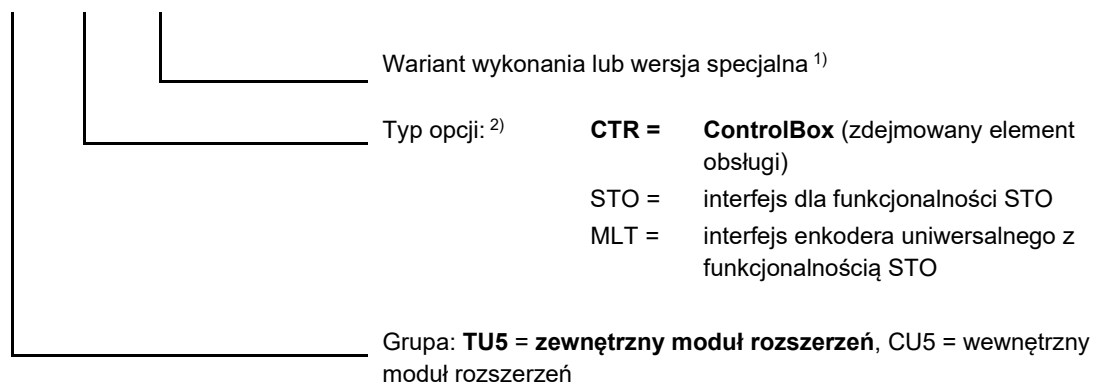 Wariant wykonania lub wersja specjalna 1)
Typ opcji: 2) CTR = ControlBox (zdejmowany element
obsługi)
STO = interfejs dla funkcjonalności STO
MLT = interfejs enkodera uniwersalnego z
funkcjonalnością STO
Grupa: TU5 = zewnętrzny moduł rozszerzeń, CU5 = wewnętrzny
moduł rozszerzeń